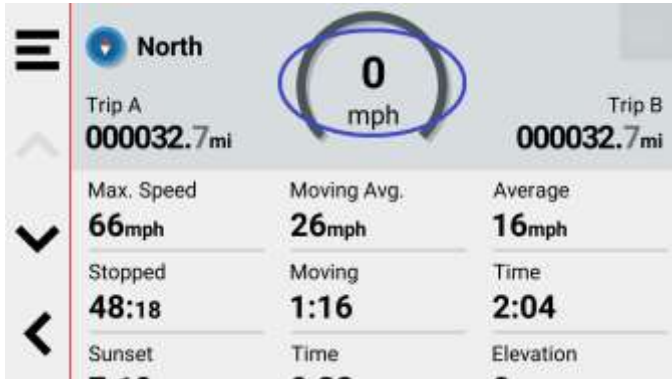 North
0
mph
Trip A
000032.7mi
Trip B
000032.7mi
Max. Speed
66mph
Moving Avg.
26mph
Average
16mph
Stopped
48:18
Moving
1:16
Time
2:04
Sunset
Time
Elevation